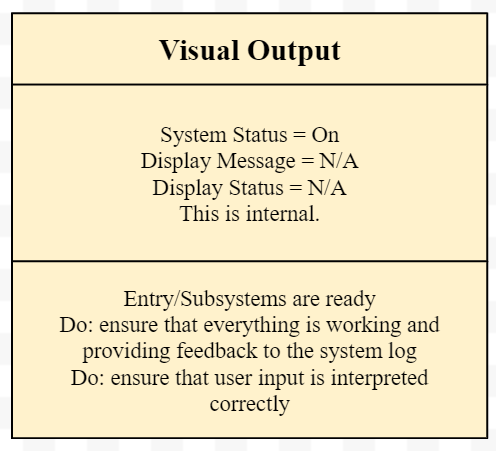 Visual Output
System Status = On
Display Message = N/A
Display Status = N/A
This is internal.
Entry/Subsystems are ready
Do: ensure that everything is working and
providing feedback to the system log
Do: ensure that user input is interpreted
correctly